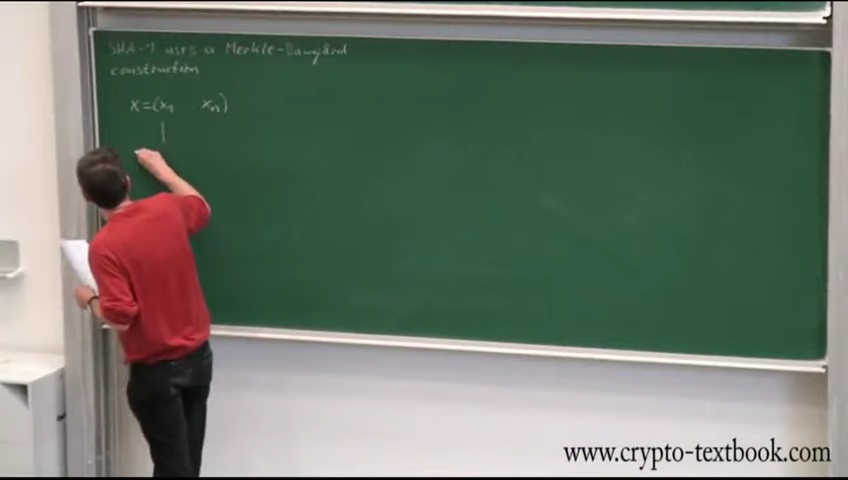 SHA-1 uses a Merkle-Damgård
construction
x=(x₁ xₙ)
www.crypto-textbook.com